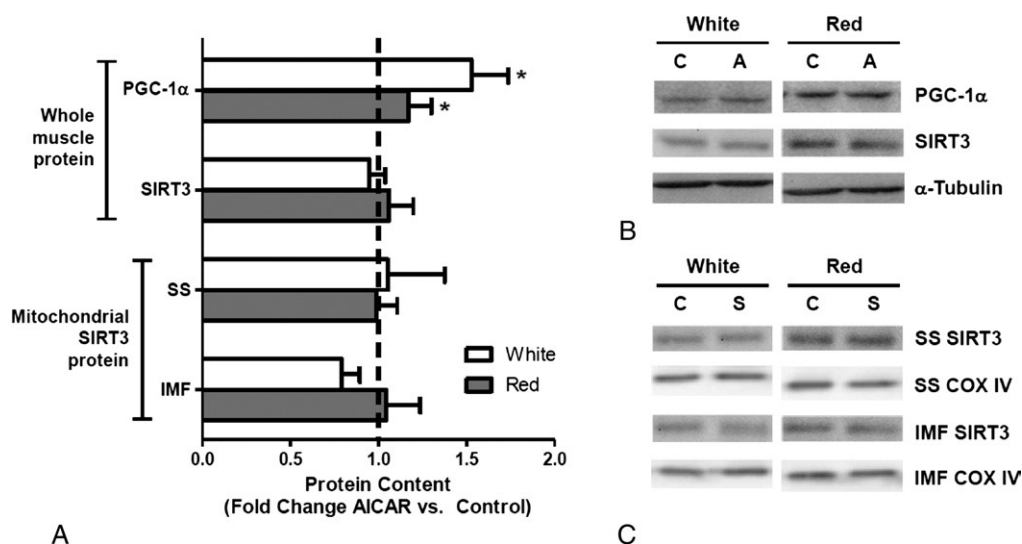 Whole
muscle
protein
PGC-1α
*
*
SIRT3
Mitochondrial
SIRT3
protein
SS
IMF
White
Red
0.0 0.5 1.0 1.5 2.0
Protein Content
(Fold Change AICAR vs. Control)
A
White Red
C A C A
PGC-1α
SIRT3
α-Tubulin
B
White Red
C S C S
SS SIRT3
SS COX IV
IMF SIRT3
IMF COX IV
C